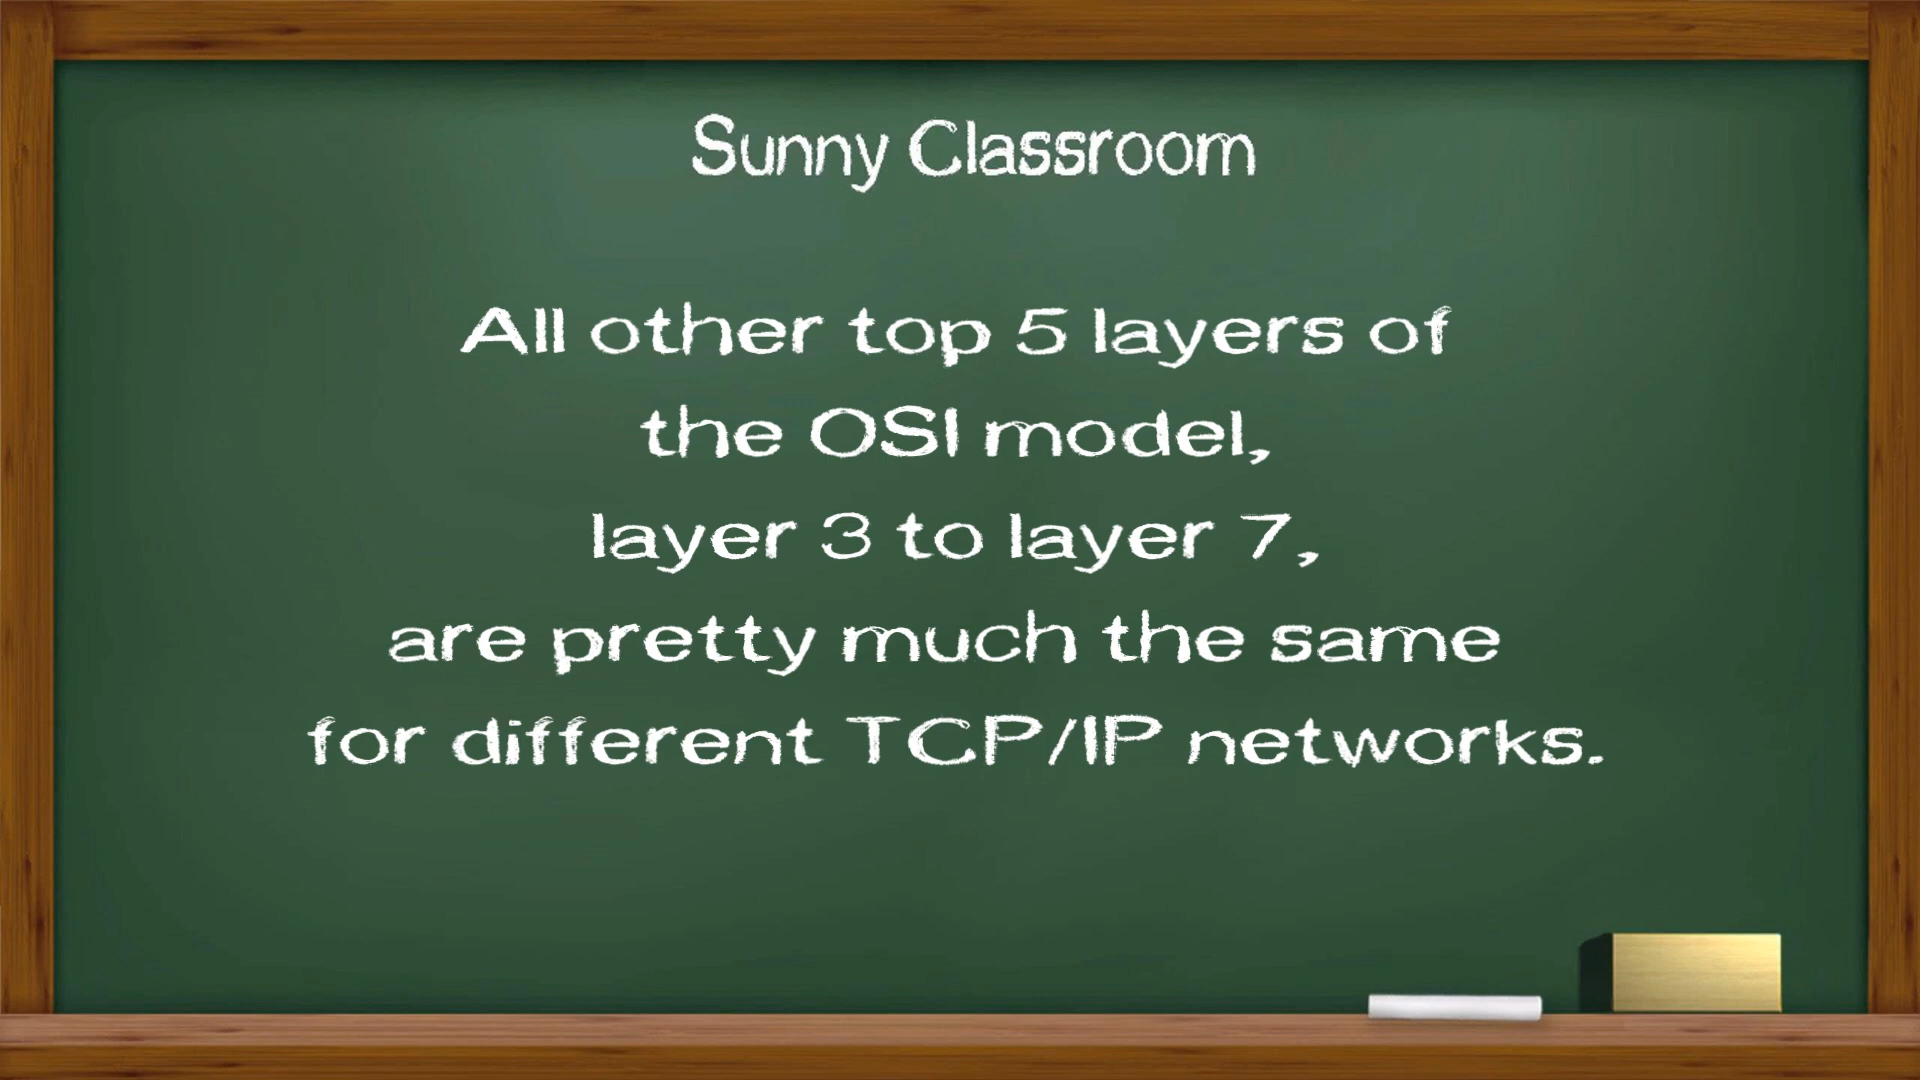 Sunny Classroom
All other top 5 layers of
the OSI model,
layer 3 to layer 7,
are pretty much the same
for different TCP/IP networks.